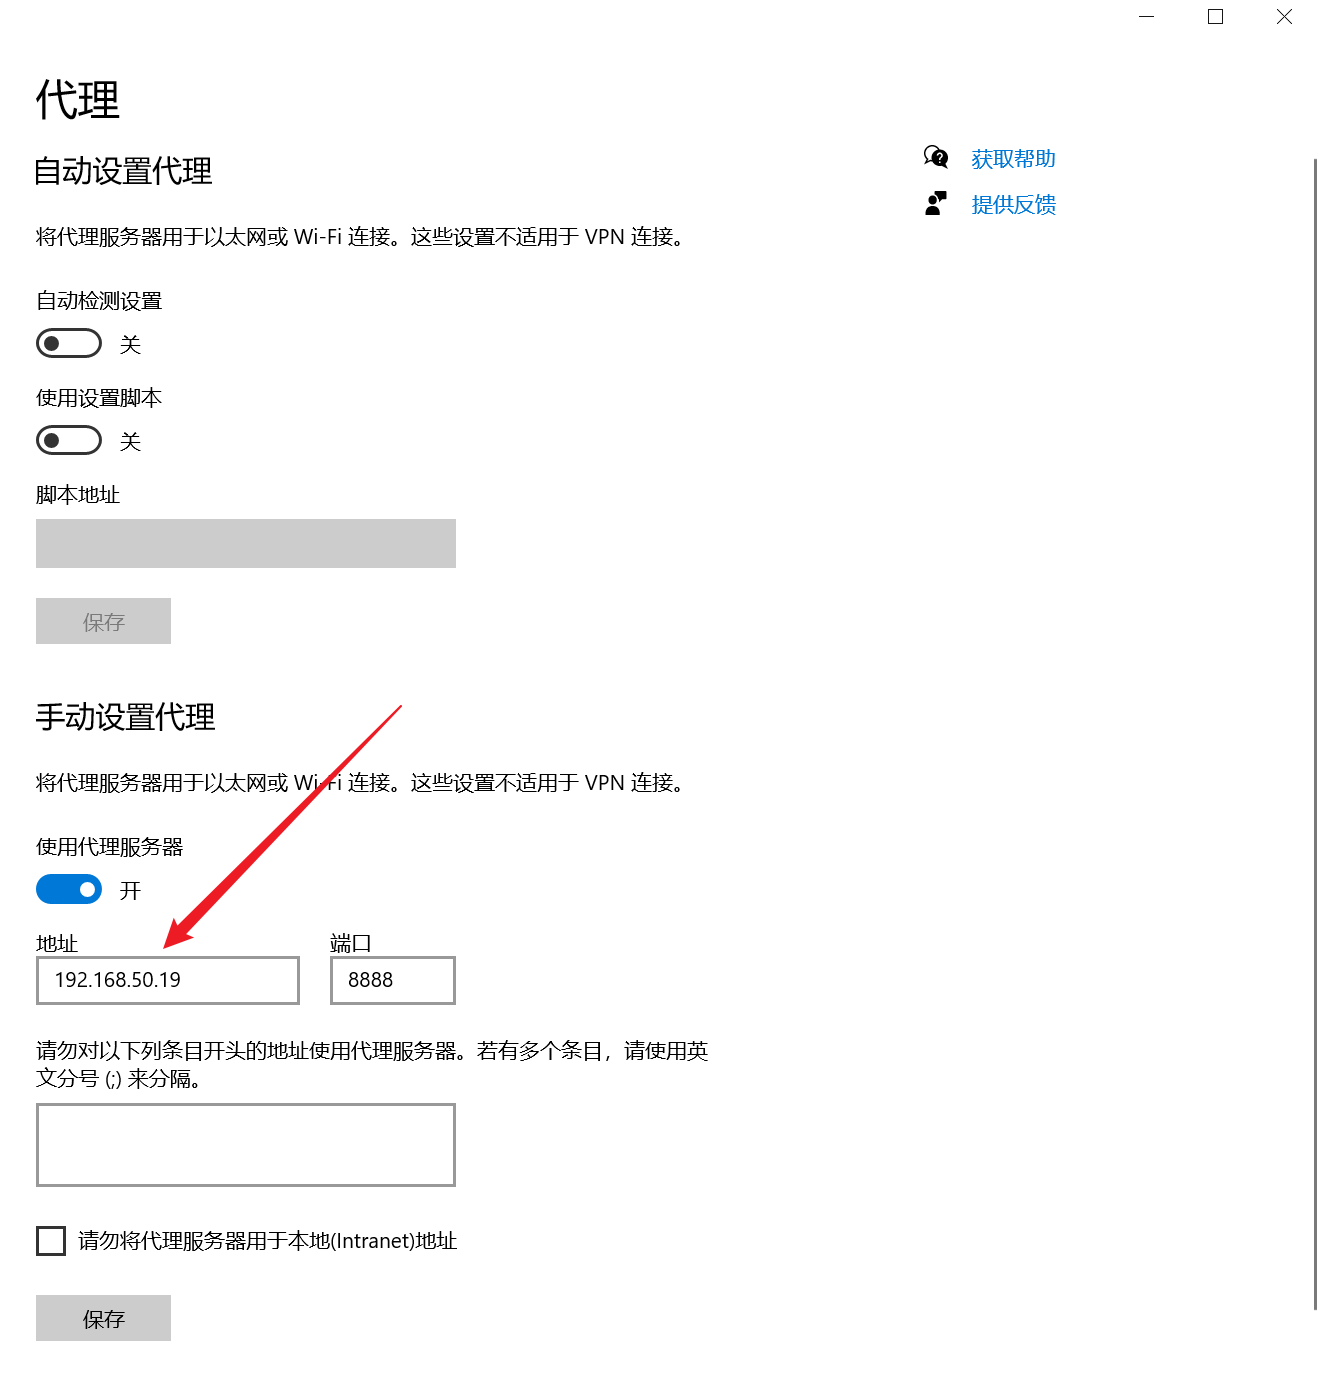 代理
自动设置代理
获取帮助
提供反馈
将代理服务器用于以太网或 Wi-Fi 连接。这些设置不适用于 VPN 连接。
自动检测设置
关
使用设置脚本
关
脚本地址
保存
手动设置代理
将代理服务器用于以太网或 Wi-Fi 连接。这些设置不适用于 VPN 连接。
使用代理服务器
开
地址 端口
192.168.50.19 8888
请勿对以下列条目开头的地址使用代理服务器。若有多个条目，请使用英
文分号 (;) 来分隔。
请勿将代理服务器用于本地(Intranet)地址
保存